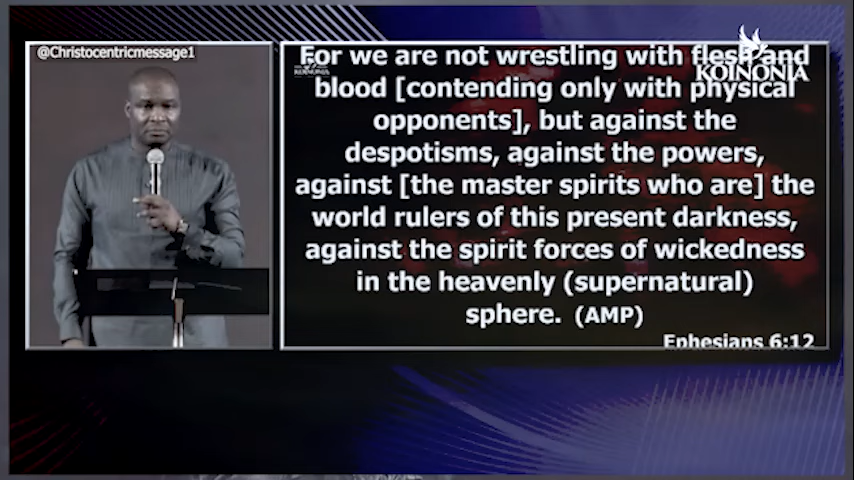 @Christocentricmessage1
For we are not wrestling with flesh and
KOINONIA
KOINONIA
blood [contending only with physical
opponents], but against the
despotisms, against the powers,
against [the master spirits who are] the
world rulers of this present darkness,
against the spirit forces of wickedness
in the heavenly (supernatural)
sphere. (AMP)
Ephesians 6:12